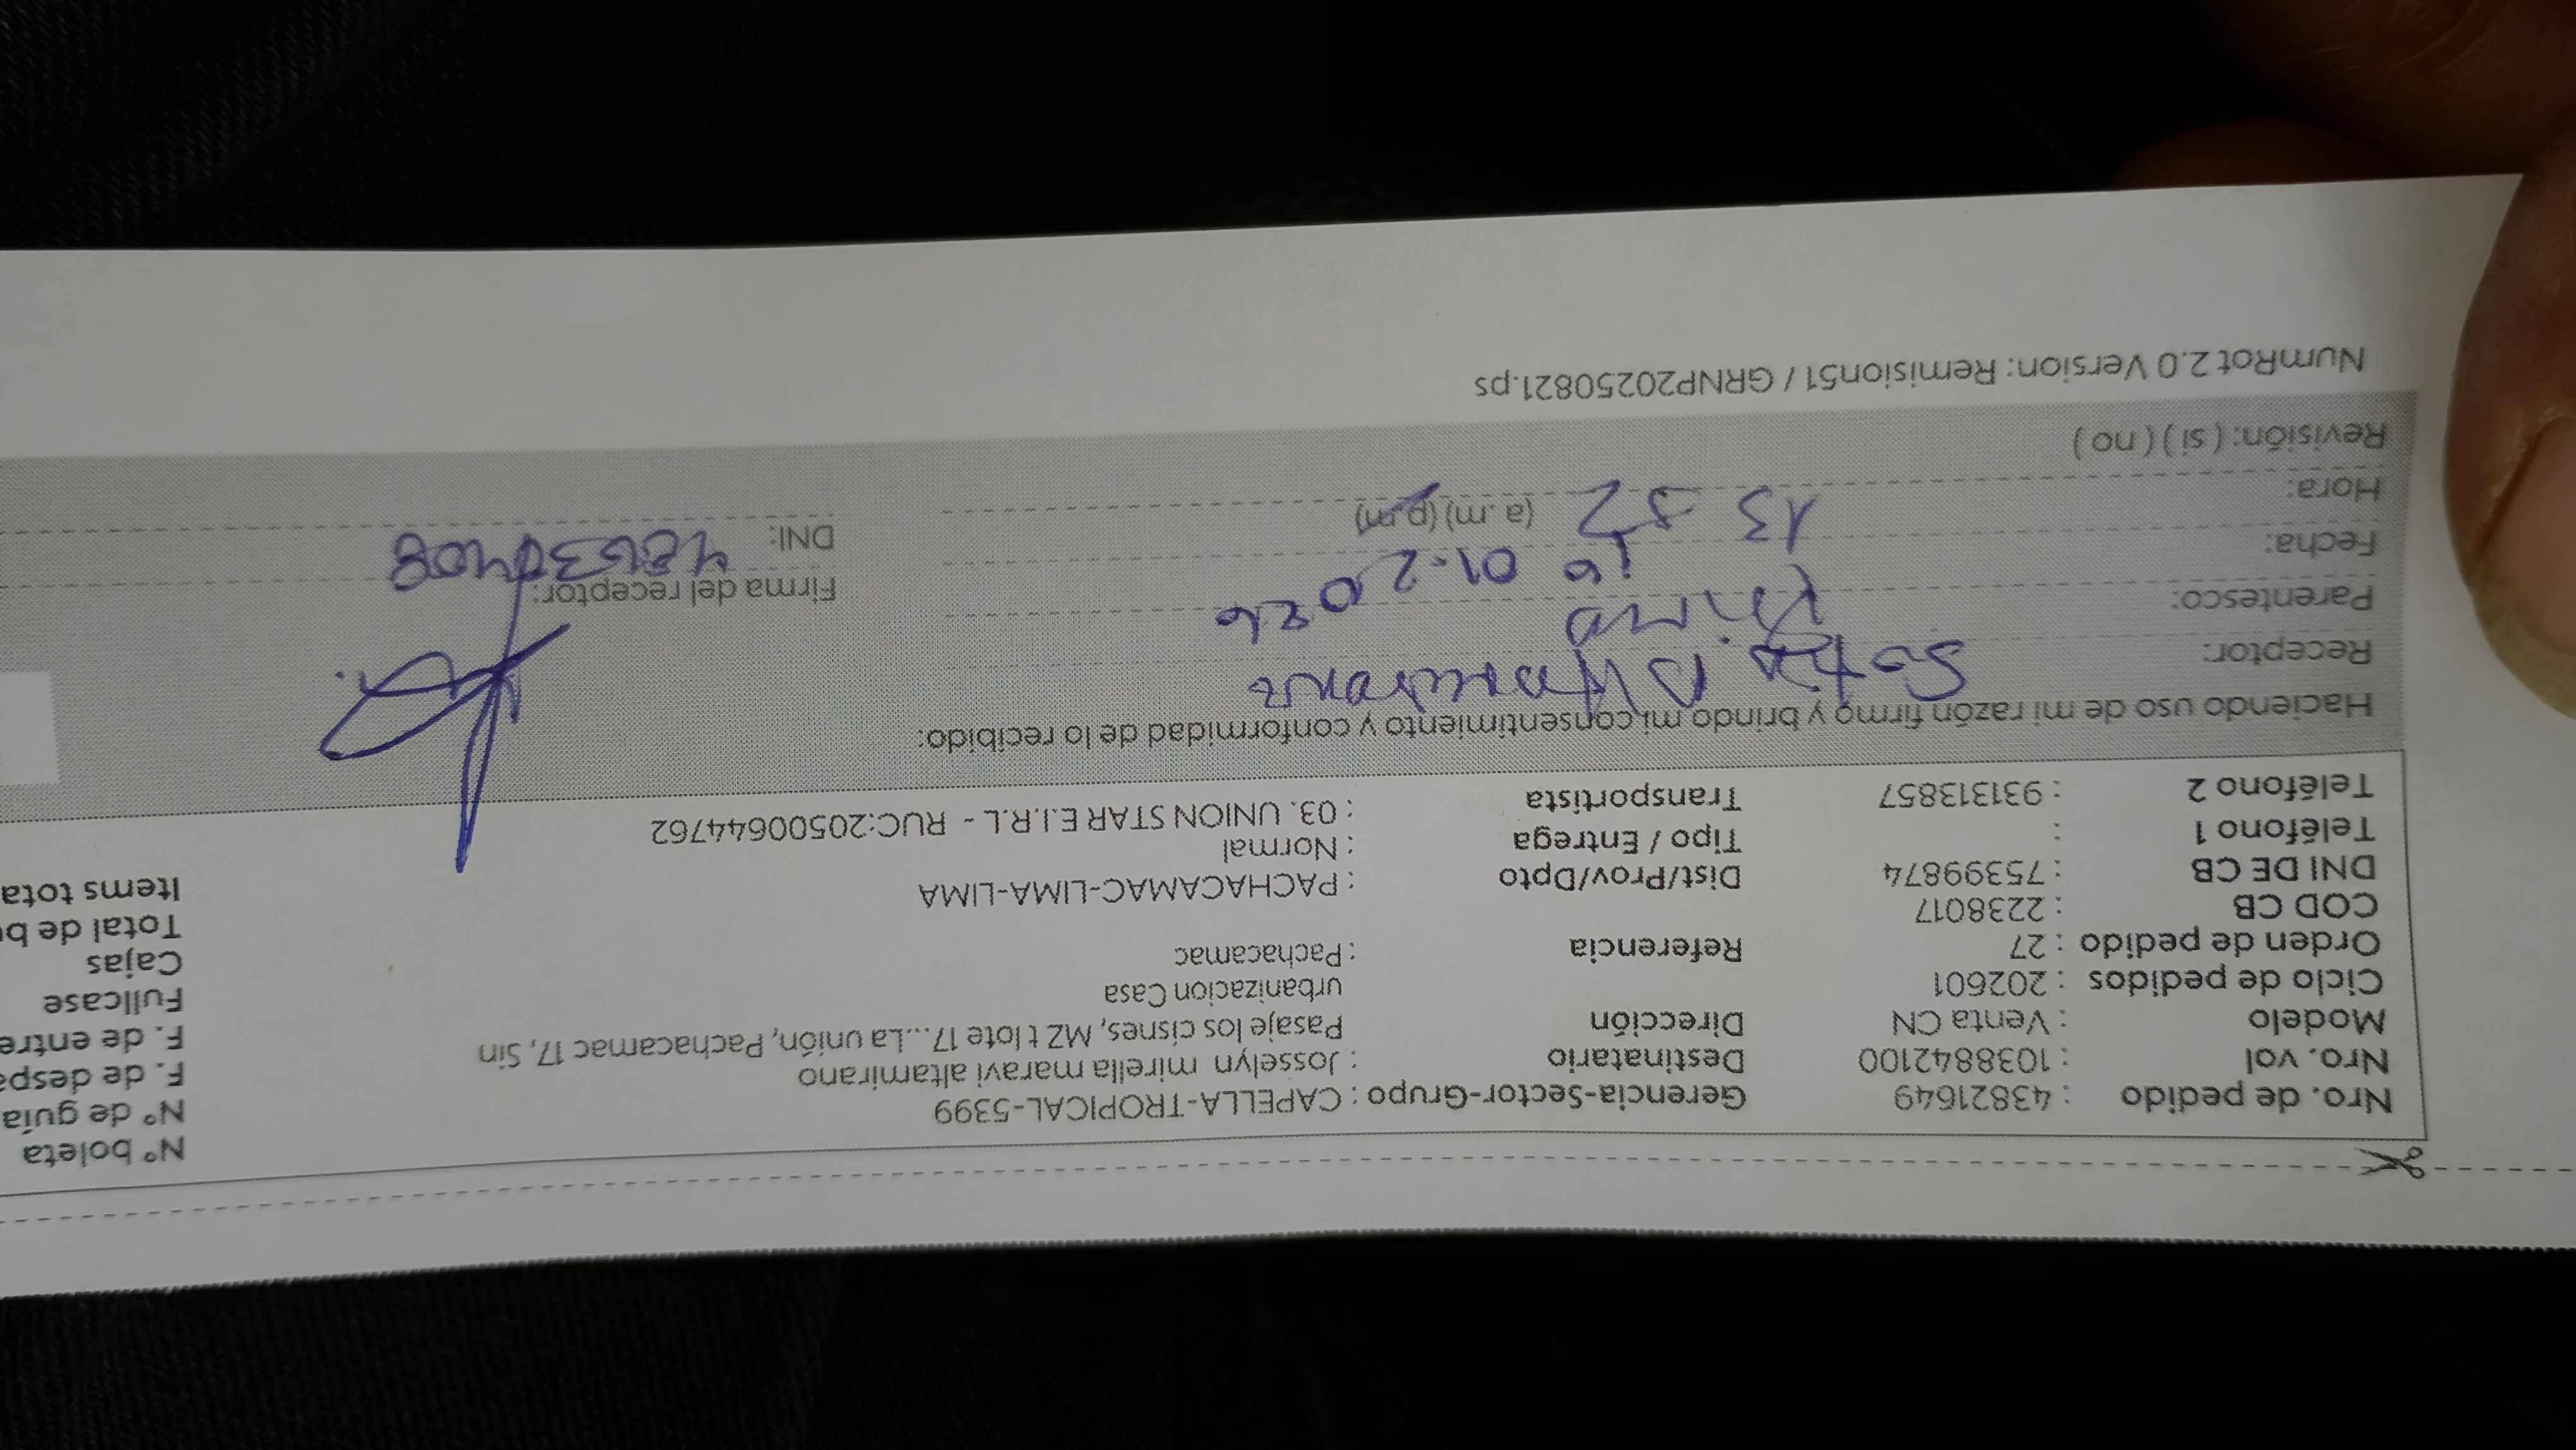 Nº boleta
Nro. de pedido : 43821649 Gerencia-Sector-Grupo : CAPELLA-TROPICAL-5399 Nº de guía
Nro. vol : 1038842100 Destinatario : Josselyn mirella maravi altamirano F. de despa
Modelo : Venta CN Dirección Pasaje los cisnes, MZ t lote 17...La unión, Pachacamac 17, Sin F. de entre
Ciclo de pedidos : 202601 urbanizacion Casa Fullcase
Orden de pedido : 27 Referencia : Pachacamac Cajas
COD CB : 2238017 Total de bu
DNI DE CB : 75399874 Dist/Prov/Dpto : PACHACAMAC-LIMA-LIMA Items tota
Teléfono 1 : Tipo / Entrega : Normal
Teléfono 2 : 931313857 Transportista : 03. UNION STAR E.I.R.L - RUC:20500644762
Haciendo uso de mi razón firmo y brindo mi consentimiento y conformidad de lo recibido:
Receptor:
Parentesco: Firma del receptor:
Fecha: 16 01-2026 DNI:
Hora: 13 52 (a.m) (p.m)
Revisión: ( si ) ( no )
NumRot 2.0 Version: Remision51 / GRNP20250821.ps